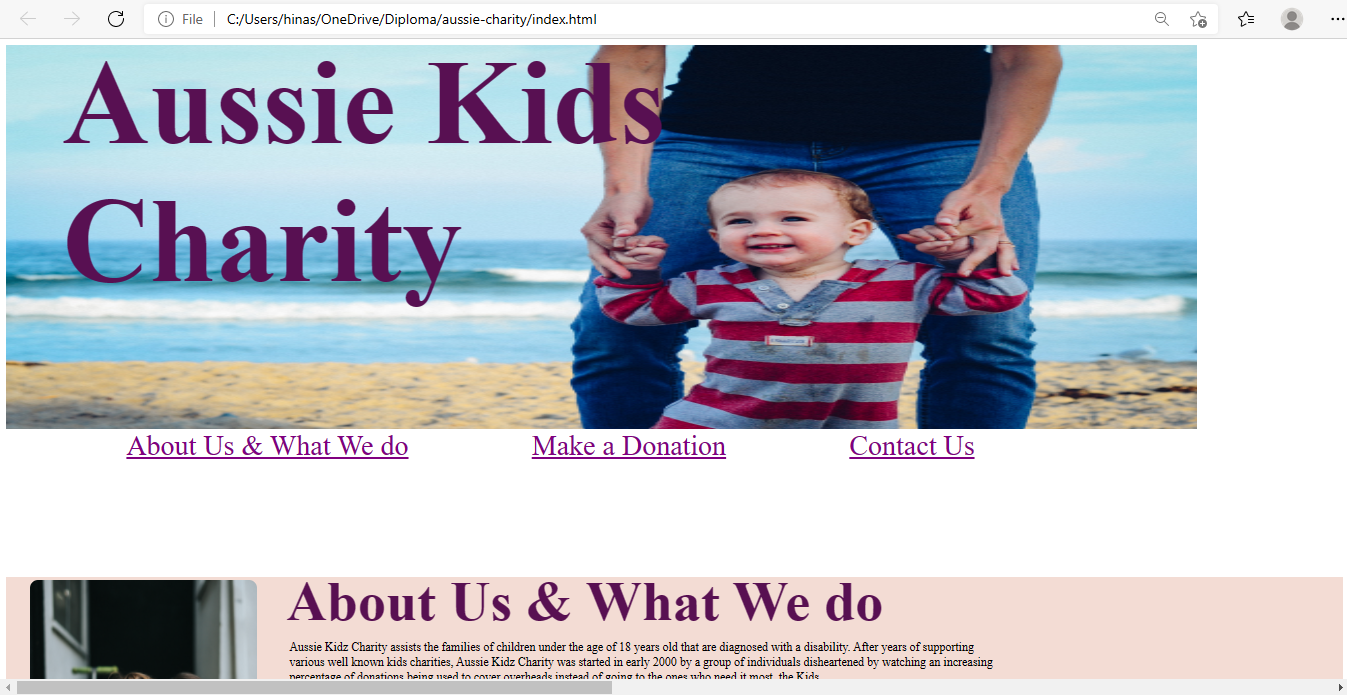 File
C:/Users/hinas/OneDrive/Diploma/aussie-charity/index.html
Aussie Kids
Charity
About Us & What We do
Make a Donation
Contact Us
About Us & What We do
Aussie Kidz Charity assists the families of children under the age of 18 years old that are diagnosed with a disability. After years of supporting
various well known kids charities, Aussie Kidz Charity was started in early 2000 by a group of individuals disheartened by watching an increasing
percentage of donations being used to cover overheads instead of going to the ones who need it most, the Kids